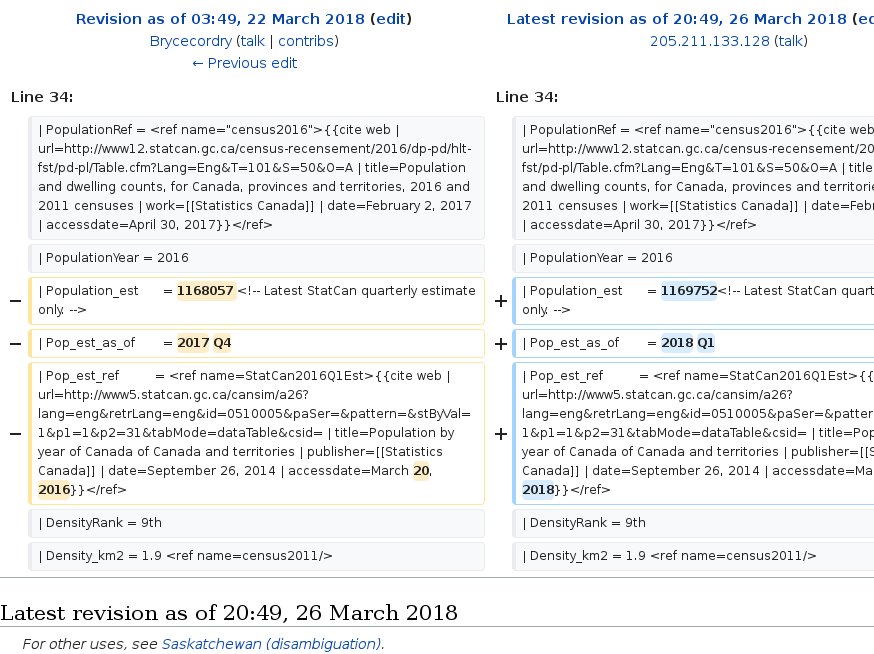 Revision as of 03:49, 22 March 2018 (edit)
Brycecordry (talk | contribs)
← Previous edit
Line 34:
| PopulationRef = <ref name="census2016">{{cite web |
url=http://www12.statcan.gc.ca/census-recensement/2016/dp-pd/hlt-
fst/pd-pl/Table.cfm?Lang=Eng&T=101&S=50&O=A | title=Population
and dwelling counts, for Canada, provinces and territories, 2016 and
2011 censuses | work=[[Statistics Canada]] | date=February 2, 2017
| accessdate=April 30, 2017}}</ref>
| PopulationYear = 2016
− | Population_est = 1168057 <!-- Latest StatCan quarterly estimate
only. -->
− | Pop_est_as_of = 2017 Q4
− | Pop_est_ref = <ref name=StatCan2016Q1Est>{{cite web |
url=http://www5.statcan.gc.ca/cansim/a26?
lang=eng&retrLang=eng&id=0510005&paSer=&pattern=&stByVal=
1&p1=1&p2=31&tabMode=dataTable&csid= | title=Population by
year of Canada of Canada and territories | publisher=[[Statistics
Canada]] | date=September 26, 2014 | accessdate=March 20,
2016}}</ref>
| DensityRank = 9th
| Density_km2 = 1.9 <ref name=census2011/>
Latest revision as of 20:49, 26 March 2018
205.211.133.128 (talk)
Line 34:
| PopulationRef = <ref name="census2016">{{cite
url=http://www12.statcan.gc.ca/census-recensement/20
fst/pd-pl/Table.cfm?Lang=Eng&T=101&S=50&O=A | title
and dwelling counts, for Canada, provinces and territorie
2011 censuses | work=[[Statistics Canada]] | date=Feb
| accessdate=April 30, 2017}}</ref>
| PopulationYear = 2016
+ | Population_est = 1169752<!-- Latest StatCan quart
only. -->
+ | Pop_est_as_of = 2018 Q1
+ | Pop_est_ref = <ref name=StatCan2016Q1Est>{{
url=http://www5.statcan.gc.ca/cansim/a26?
lang=eng&retrLang=eng&id=0510005&paSer=&patter
1&p1=1&p2=31&tabMode=dataTable&csid= | title=Po
year of Canada of Canada and territories | publisher=[[S
Canada]] | date=September 26, 2014 | accessdate=Ma
2018}}</ref>
| DensityRank = 9th
| Density_km2 = 1.9 <ref name=census2011/>
Latest revision as of 20:49, 26 March 2018
For other uses, see Saskatchewan (disambiguation).